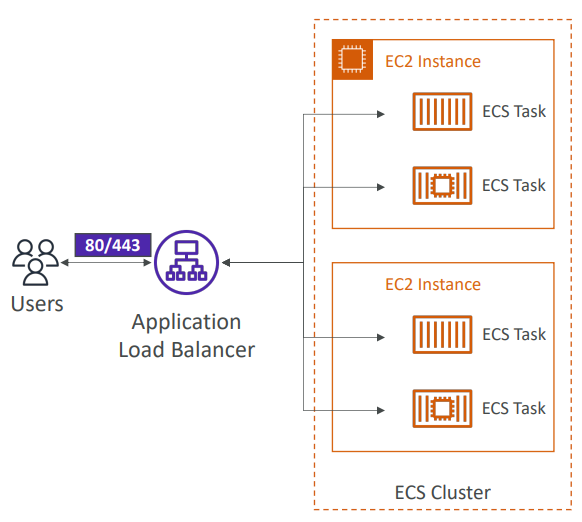 EC2 Instance
ECS Task
ECS Task
80/443
Users
Application
Load Balancer
EC2 Instance
ECS Task
ECS Task
ECS Cluster